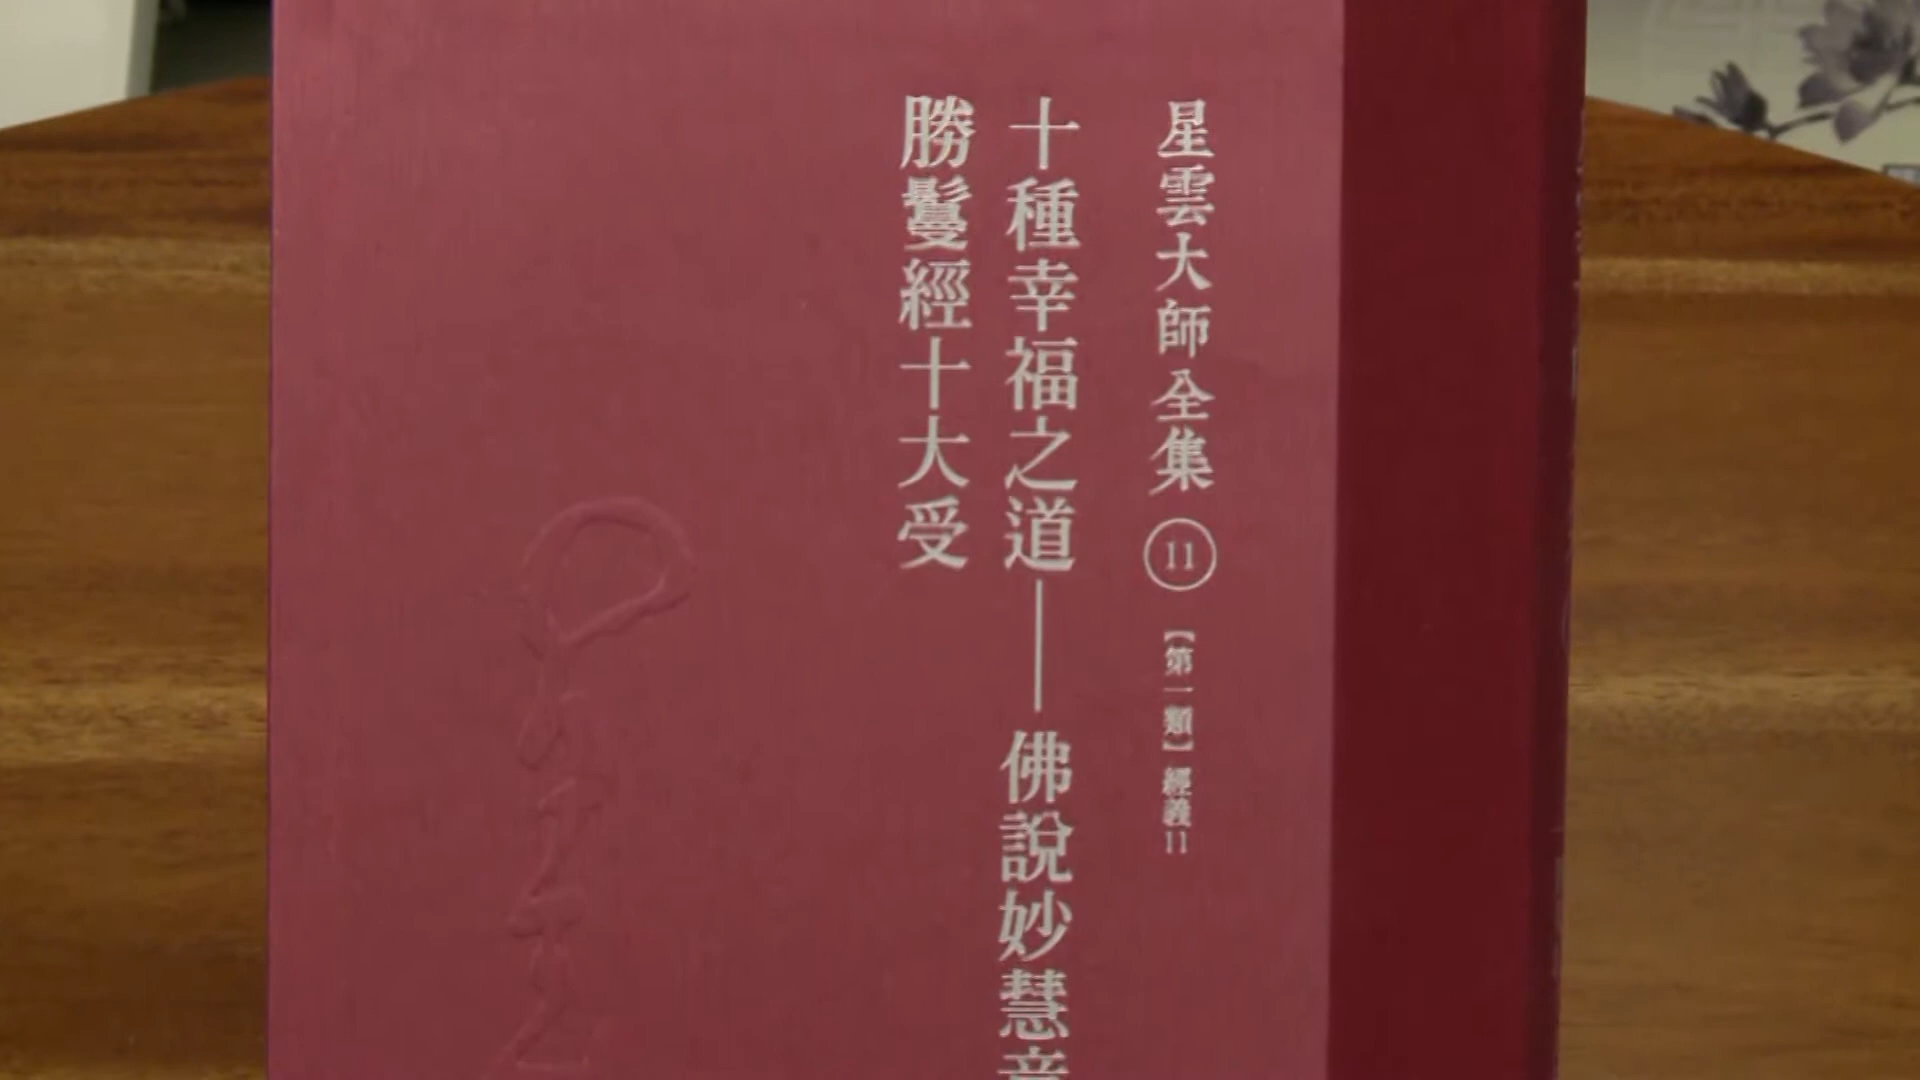 星雲大師全集 11 【第一類】經義11
十種幸福之道——佛說妙慧童
勝鬘經十大受